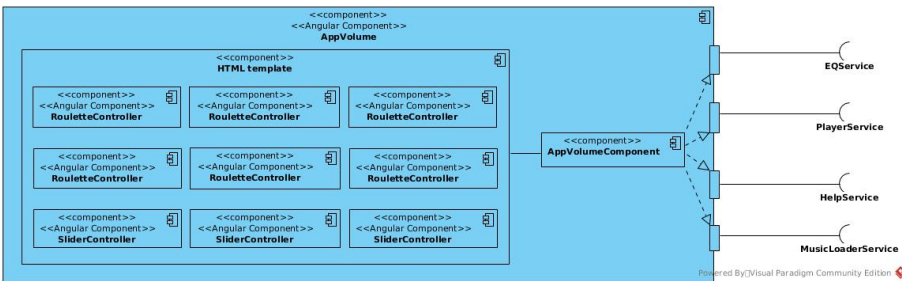 <<component>>
<<Angular Component>>
AppVolume
<<component>>
HTML template
<<component>>
<<Angular Component>>
RouletteController
<<component>>
<<Angular Component>>
RouletteController
<<component>>
<<Angular Component>>
RouletteController
<<component>>
<<Angular Component>>
RouletteController
<<component>>
<<Angular Component>>
RouletteController
<<component>>
<<Angular Component>>
RouletteController
<<component>>
<<Angular Component>>
SliderController
<<component>>
<<Angular Component>>
SliderController
<<component>>
<<Angular Component>>
SliderController
<<component>>
AppVolumeComponent
EQService
PlayerService
HelpService
MusicLoaderService
Powered By Visual Paradigm Community Edition